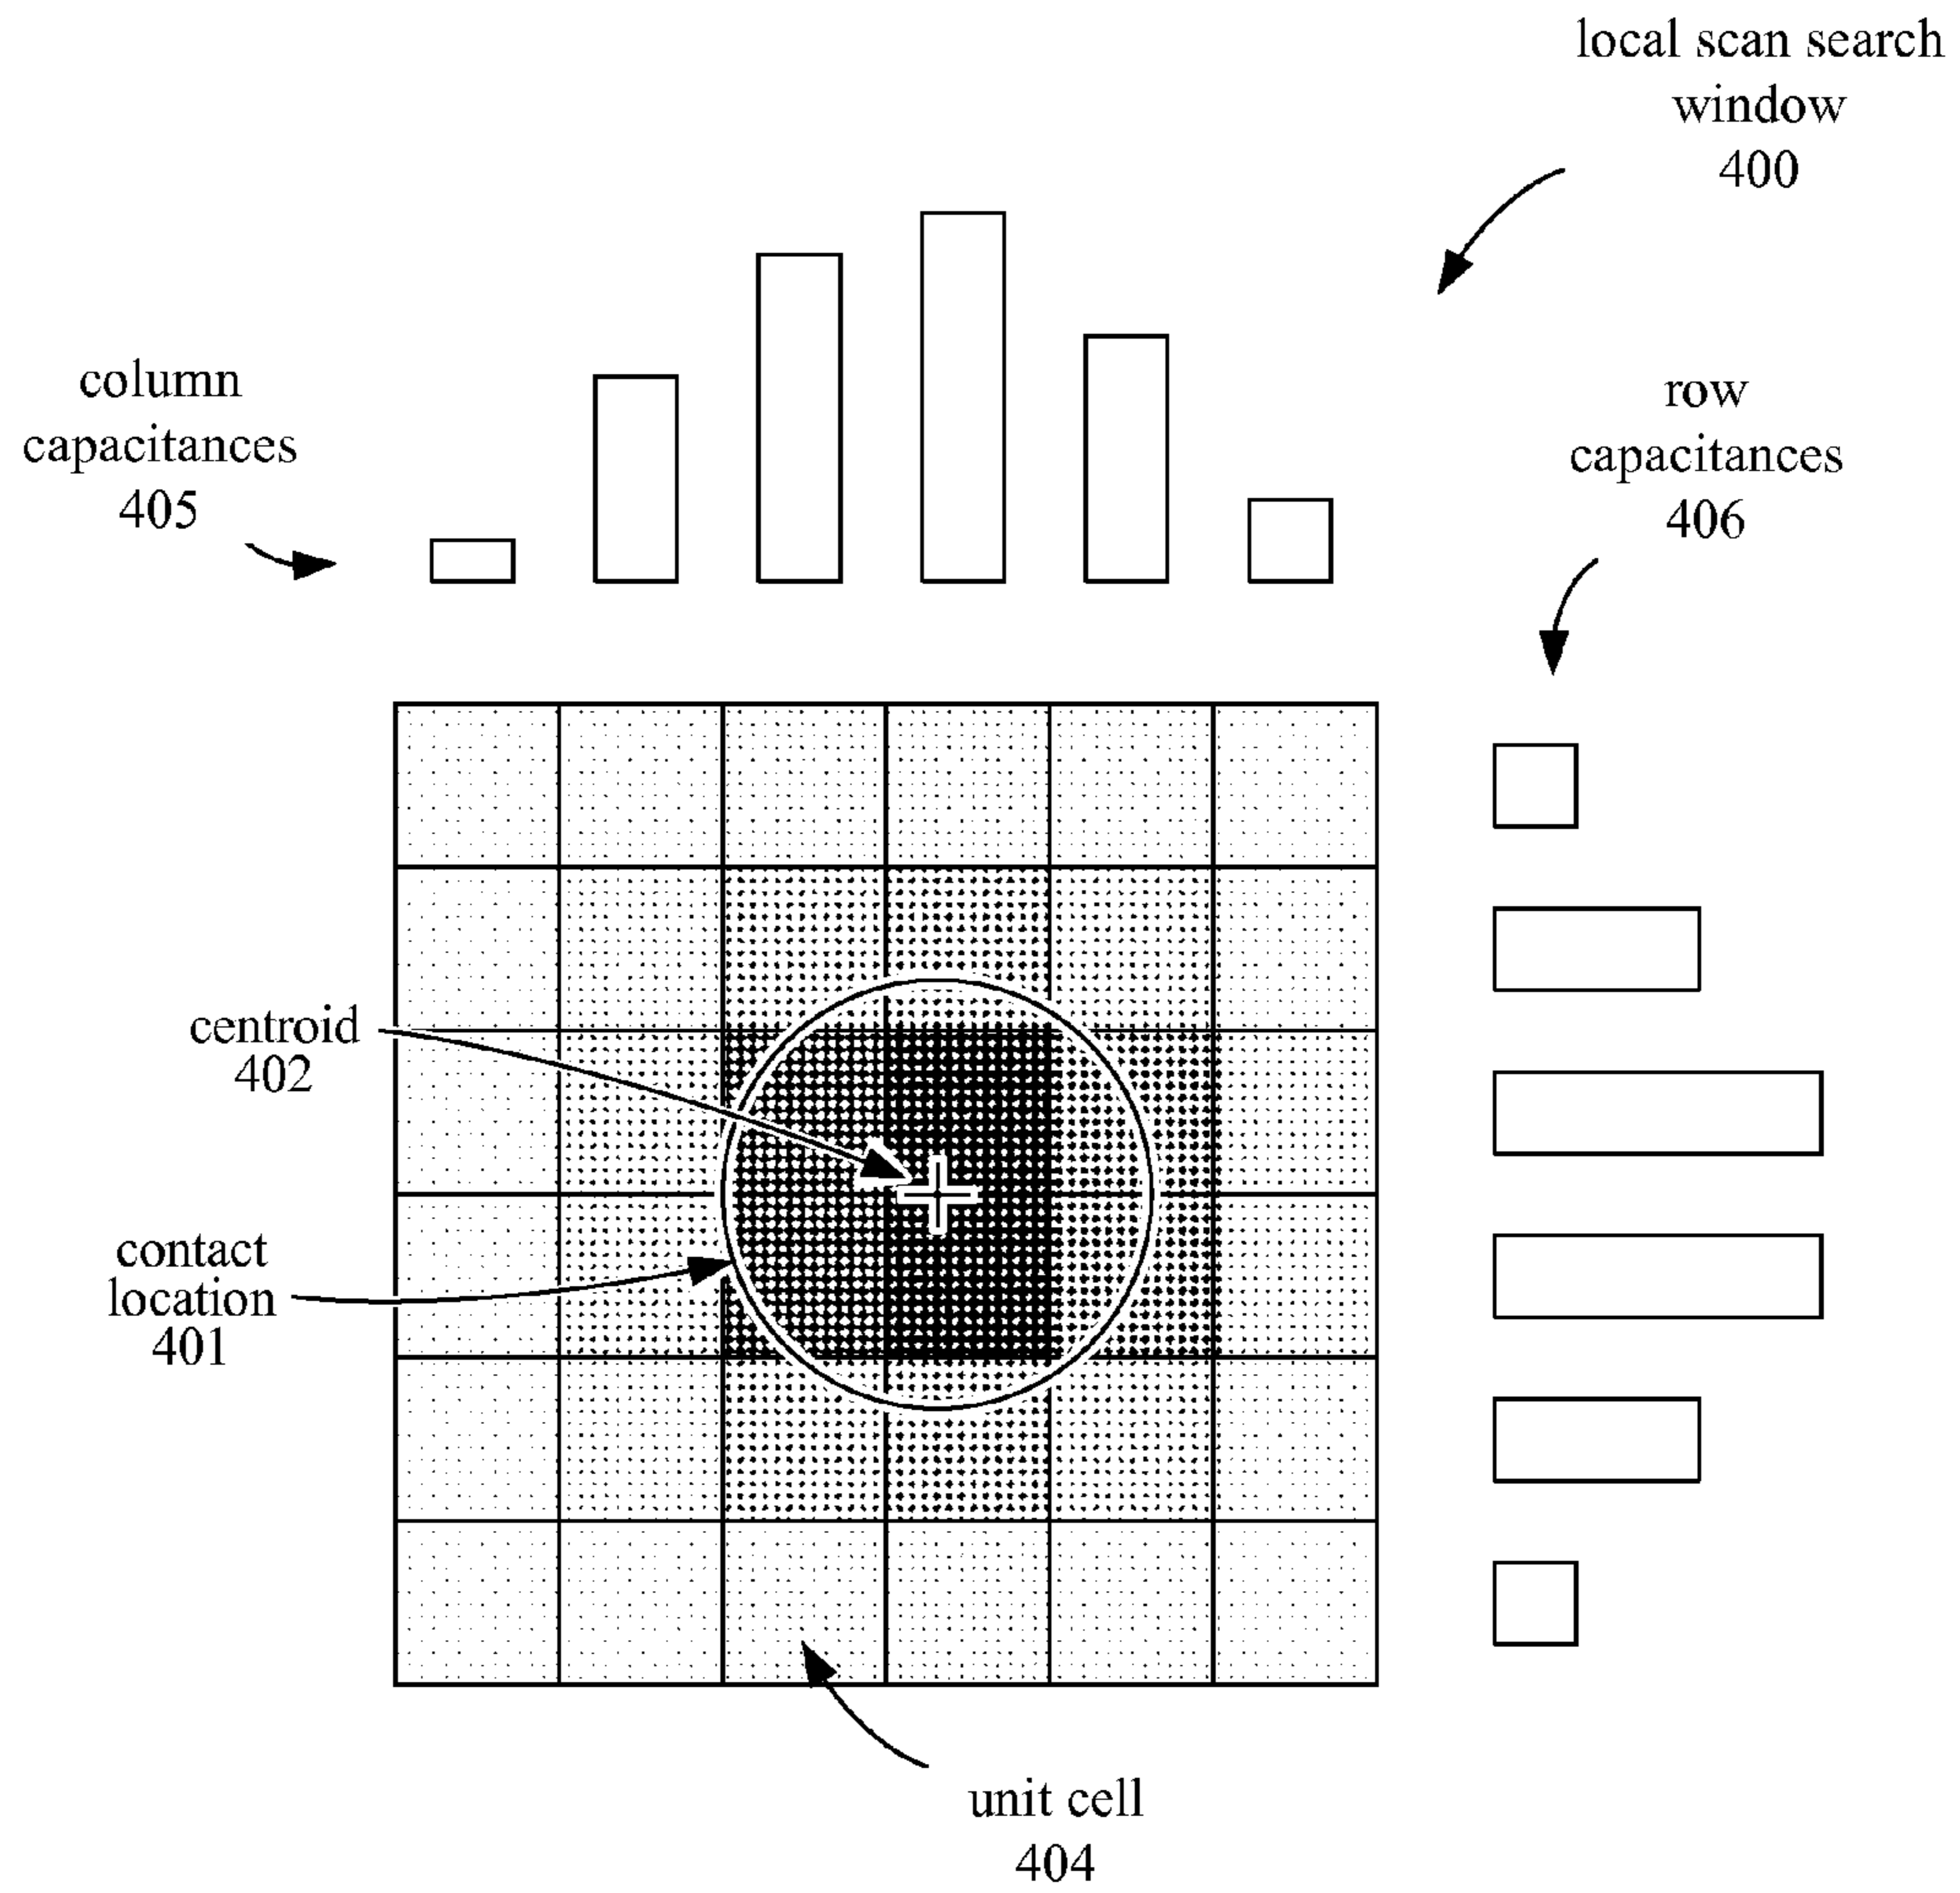 local scan search
window
400
column
capacitances
405
row
capacitances
406
centroid
402
contact
location
401
unit cell
404